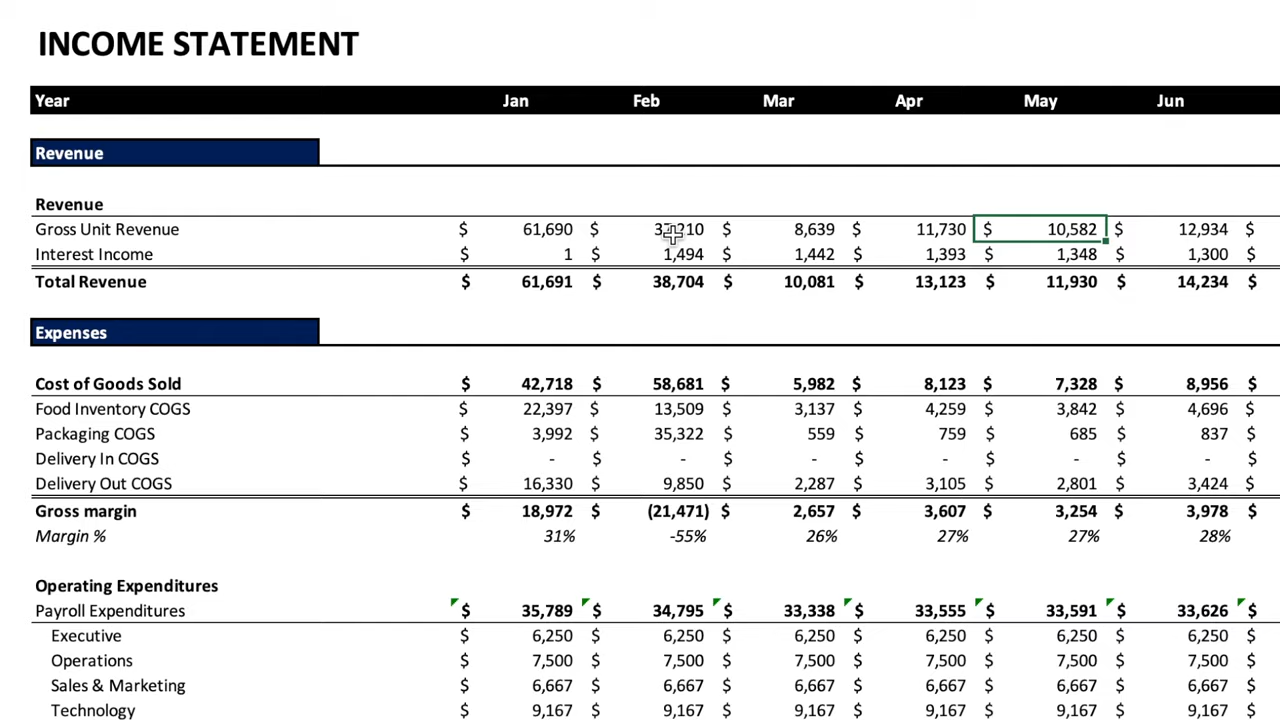 INCOME STATEMENT
Year Jan Feb Mar Apr May Jun
Revenue
Revenue
Gross Unit Revenue $ 61,690 $ $ 8,639 $ 11,730 $ 10,582 $ 12,934 $
Interest Income $ 1 $ 1,494 $ 1,442 $ 1,393 $ 1,348 $ 1,300 $
Total Revenue $ 61,691 $ 38,704 $ 10,081 $ 13,123 $ 11,930 $ 14,234 $
Expenses
Cost of Goods Sold $ 42,718 $ 58,681 $ 5,982 $ 8,123 $ 7,328 $ 8,956 $
Food Inventory COGS $ 22,397 $ 13,509 $ 3,137 $ 4,259 $ 3,842 $ 4,696 $
Packaging COGS $ 3,992 $ 35,322 $ 559 $ 759 $ 685 $ 837 $
Delivery In COGS $ - $ - $ - $ - $ - $ - $
Delivery Out COGS $ 16,330 $ 9,850 $ 2,287 $ 3,105 $ 2,801 $ 3,424 $
Gross margin $ 18,972 $ (21,471) $ 2,657 $ 3,607 $ 3,254 $ 3,978 $
Margin % 31% -55% 26% 27% 27% 28%
Operating Expenditures
Payroll Expenditures $ 35,789 $ 34,795 $ 33,338 $ 33,555 $ 33,591 $ 33,626 $
Executive $ 6,250 $ 6,250 $ 6,250 $ 6,250 $ 6,250 $ 6,250 $
Operations $ 7,500 $ 7,500 $ 7,500 $ 7,500 $ 7,500 $ 7,500 $
Sales & Marketing $ 6,667 $ 6,667 $ 6,667 $ 6,667 $ 6,667 $ 6,667 $
Technology $ 9,167 $ 9,167 $ 9,167 $ 9,167 $ 9,167 $ 9,167 $